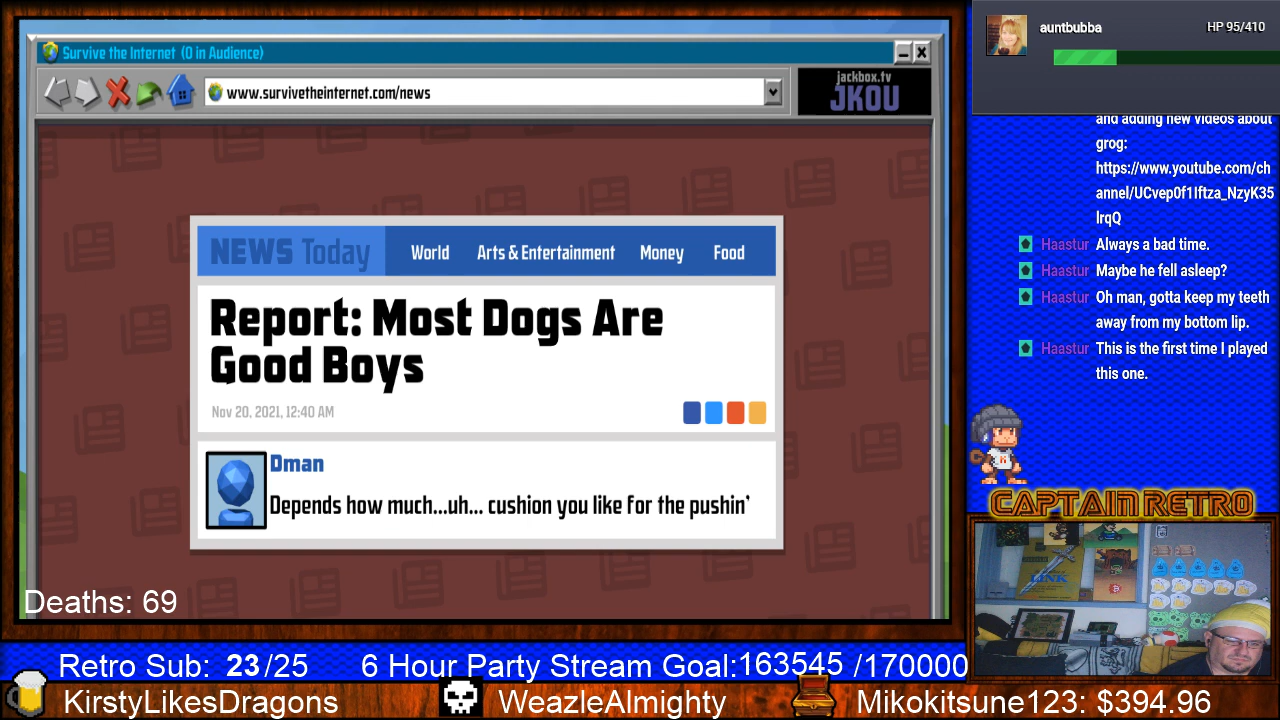 Survive the Internet (0 in Audience)
www.survivetheinternet.com/news
jackbox.tv
JKOU
NEWS Today
World
Arts & Entertainment
Money
Food
Report: Most Dogs Are
Good Boys
Nov 20, 2021, 12:40 AM
Dman
Depends how much...uh... cushion you like for the pushin'
Deaths: 69
auntbubba
HP 95/410
and adding new videos about
grog:
https://www.youtube.com/ch
annel/UCvep0f1Iftza_NzyK35
lrqQ
Haastur Always a bad time.
Haastur Maybe he fell asleep?
Haastur Oh man, gotta keep my teeth
away from my bottom lip.
Haastur This is the first time I played
this one.
CAPTAIN RETRO
LINK
Retro Sub: 23/25
6 Hour Party Stream Goal:163545 /170000
KirstyLikesDragons
WeazleAlmighty
Mikokitsune123: $394.96